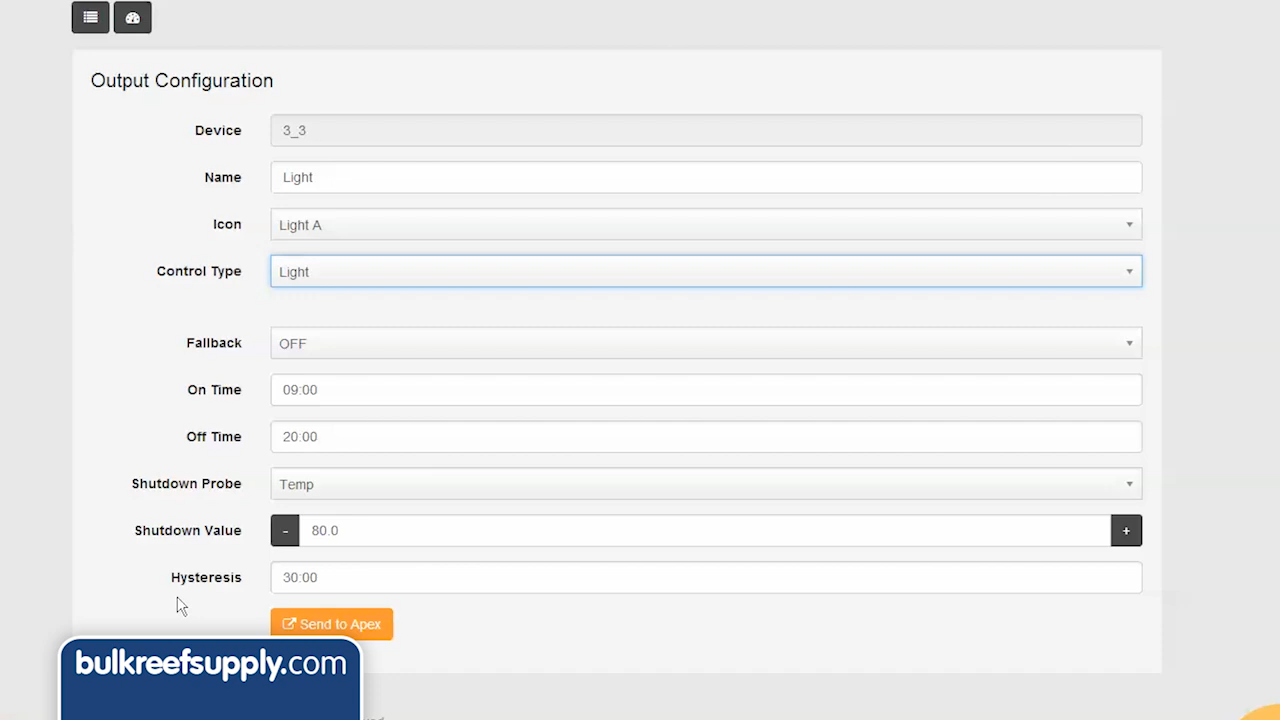 Output Configuration
Device 3_3
Name Light
Icon Light A
Control Type Light
Fallback OFF
On Time 09:00
Off Time 20:00
Shutdown Probe Temp
Shutdown Value - 80.0 +
Hysteresis 30:00
Send to Apex
bulkreefsupply.com